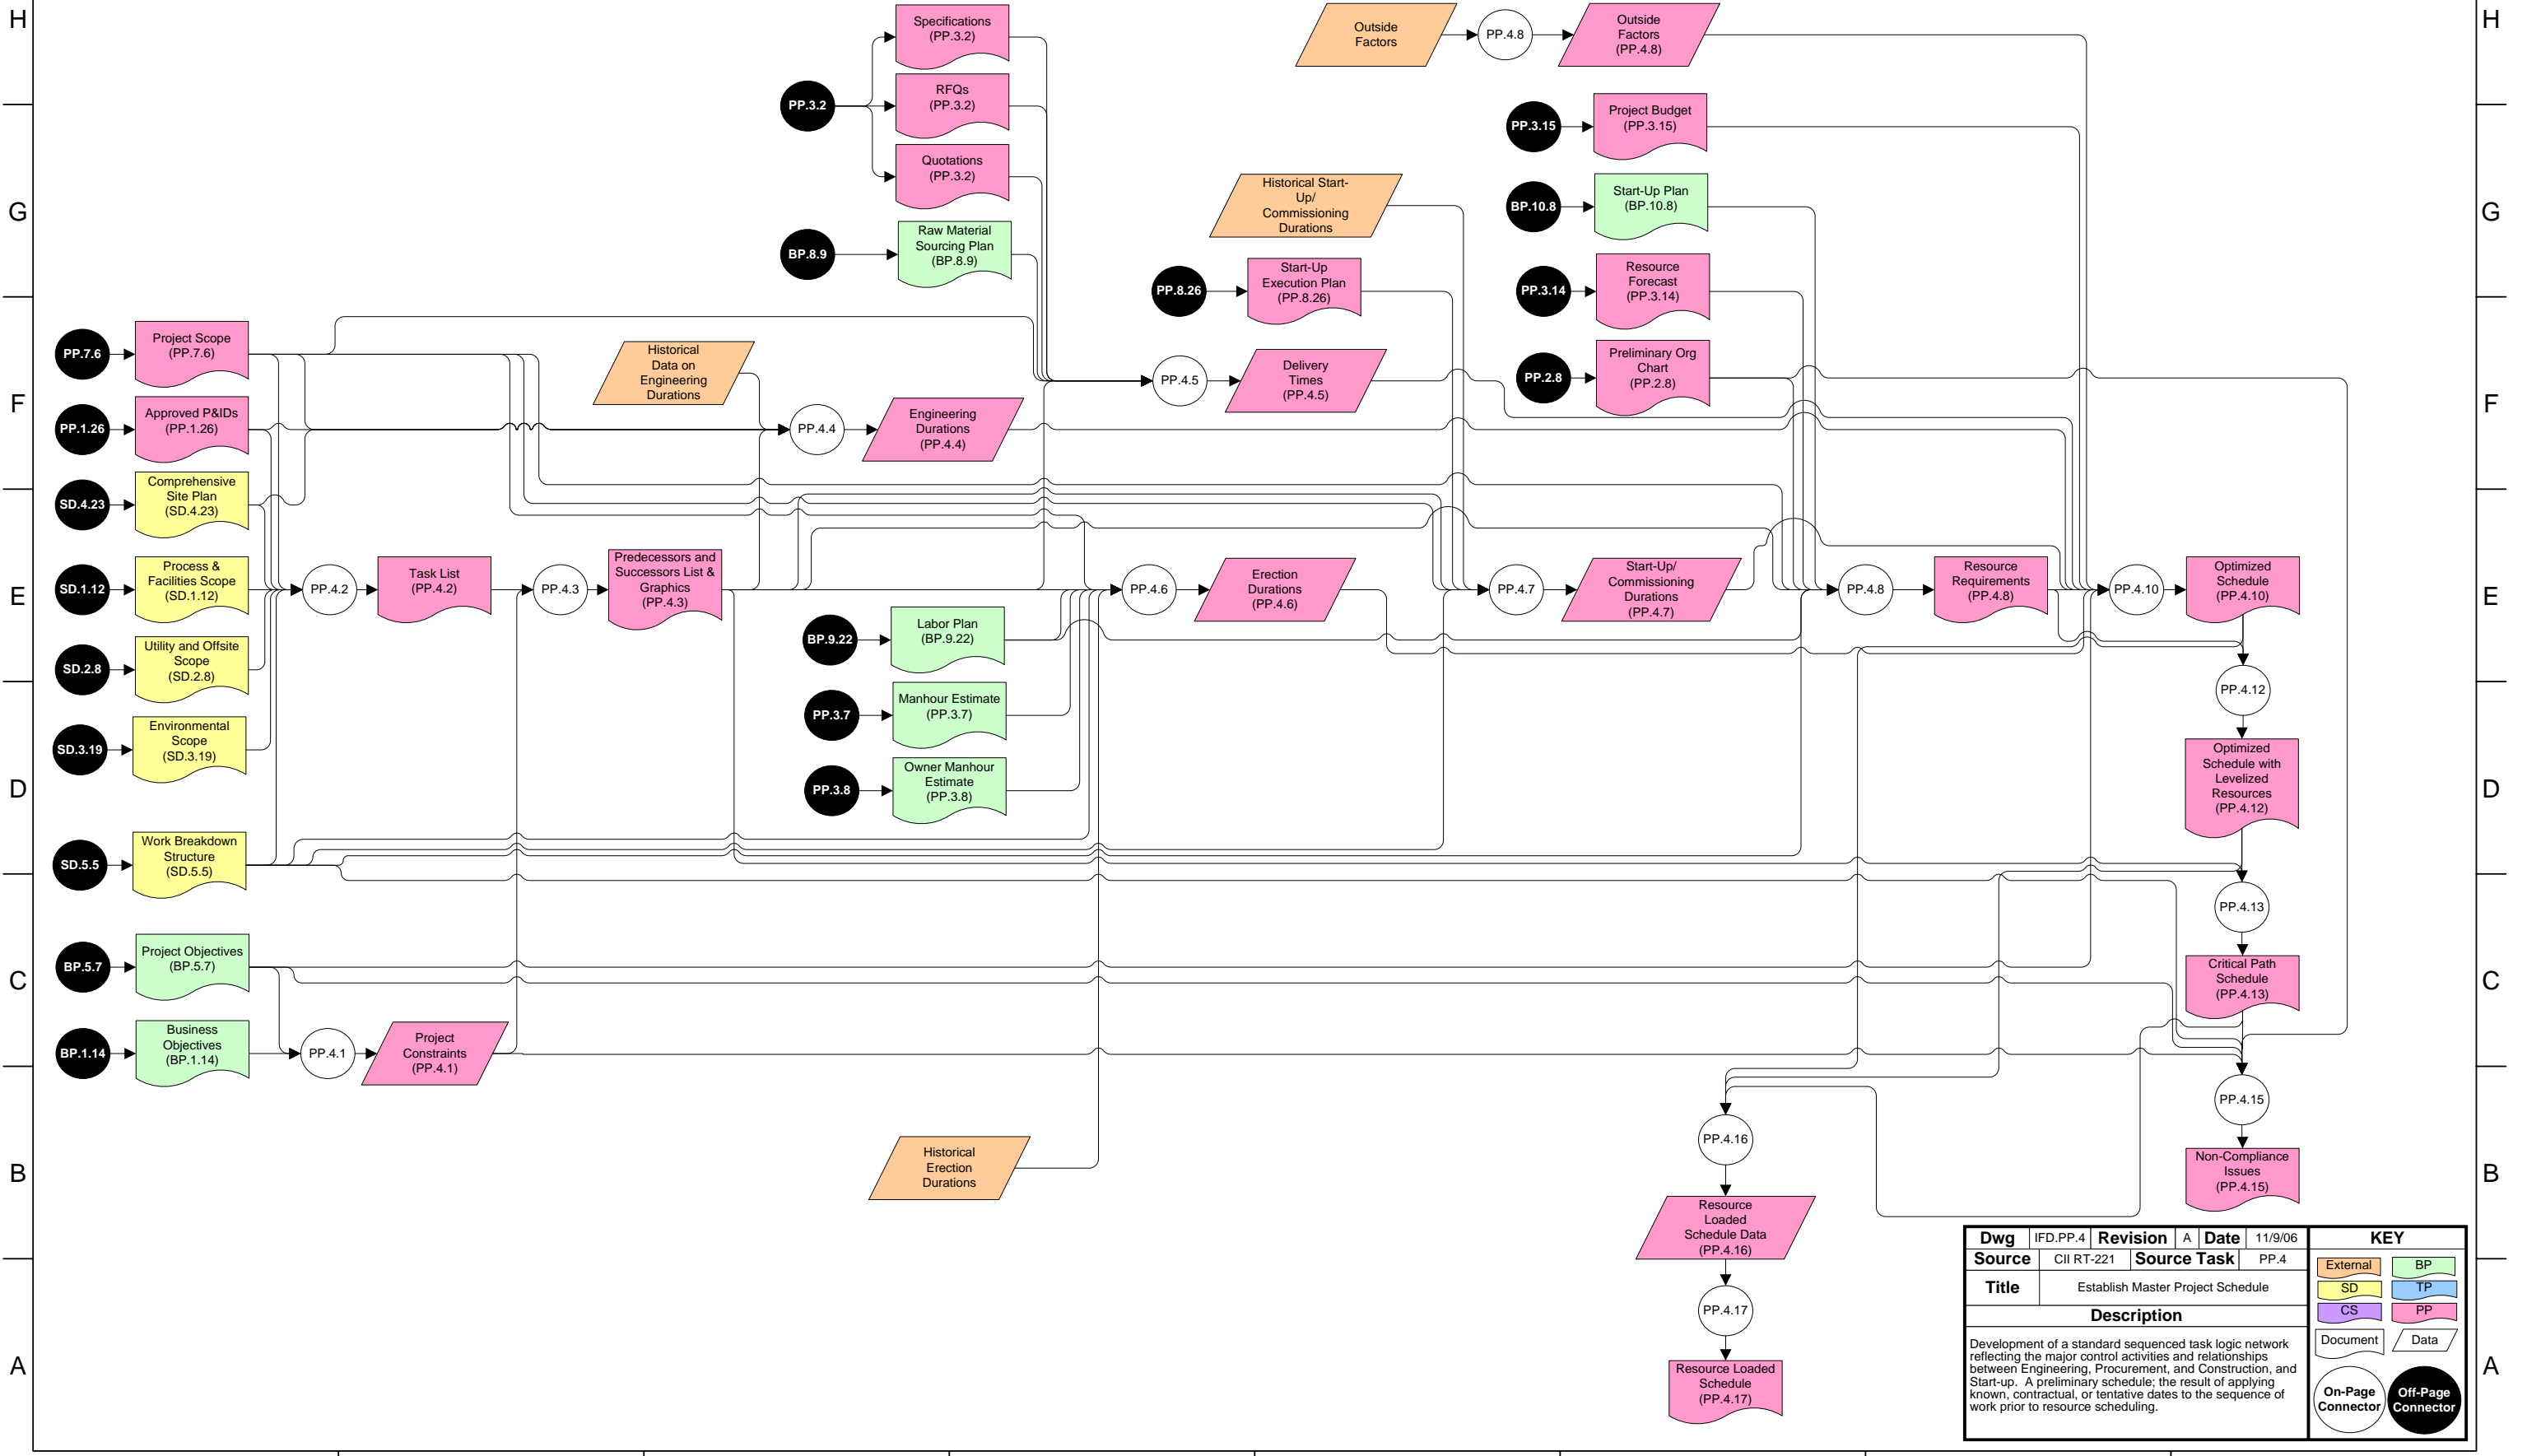 H
H
Specifications
(PP.3.2)
Outside
Factors
PP.4.8
Outside
Factors
(PP.4.8)
PP.3.2
RFQs
(PP.3.2)
PP.3.15
Project Budget
(PP.3.15)
Quotations
(PP.3.2)
G
G
Historical Start-
Up/
Commissioning
Durations
BP.10.8
Start-Up Plan
(BP.10.8)
BP.8.9
Raw Material
Sourcing Plan
(BP.8.9)
PP.8.26
Start-Up
Execution Plan
(PP.8.26)
PP.3.14
Resource
Forecast
(PP.3.14)
PP.7.6
Project Scope
(PP.7.6)
Historical
Data on
Engineering
Durations
PP.4.5
Delivery
Times
(PP.4.5)
PP.2.8
Preliminary Org
Chart
(PP.2.8)
F
F
PP.1.26
Approved P&IDs
(PP.1.26)
PP.4.4
Engineering
Durations
(PP.4.4)
SD.4.23
Comprehensive
Site Plan
(SD.4.23)
E
E
SD.1.12
Process &
Facilities Scope
(SD.1.12)
PP.4.2
Task List
(PP.4.2)
PP.4.3
Predecessors and
Successors List &
Graphics
(PP.4.3)
PP.4.6
Erection
Durations
(PP.4.6)
PP.4.7
Start-Up/
Commissioning
Durations
(PP.4.7)
PP.4.8
Resource
Requirements
(PP.4.8)
PP.4.10
Optimized
Schedule
(PP.4.10)
SD.2.8
Utility and Offsite
Scope
(SD.2.8)
BP.9.22
Labor Plan
(BP.9.22)
PP.4.12
SD.3.19
Environmental
Scope
(SD.3.19)
PP.3.7
Manhour Estimate
(PP.3.7)
D
D
PP.3.8
Owner Manhour
Estimate
(PP.3.8)
Optimized
Schedule with
Levelized
Resources
(PP.4.12)
SD.5.5
Work Breakdown
Structure
(SD.5.5)
PP.4.13
C
C
BP.5.7
Project Objectives
(BP.5.7)
Critical Path
Schedule
(PP.4.13)
BP.1.14
Business
Objectives
(BP.1.14)
PP.4.1
Project
Constraints
(PP.4.1)
PP.4.15
PP.4.16
B
B
Historical
Erection
Durations
Non-Compliance
Issues
(PP.4.15)
Resource
Loaded
Schedule Data
(PP.4.16)
PP.4.17
A
A
Resource Loaded
Schedule
(PP.4.17)
Dwg IFD.PP.4 Revision A Date 11/9/06
Source CII RT-221 Source Task PP.4
Title Establish Master Project Schedule
Description
Development of a standard sequenced task logic network
reflecting the major control activities and relationships
between Engineering, Procurement, and Construction, and
Start-up. A preliminary schedule; the result of applying
known, contractual, or tentative dates to the sequence of
work prior to resource scheduling.
KEY
External BP
SD TP
CS PP
Document Data
On-Page
Connector
Off-Page
Connector